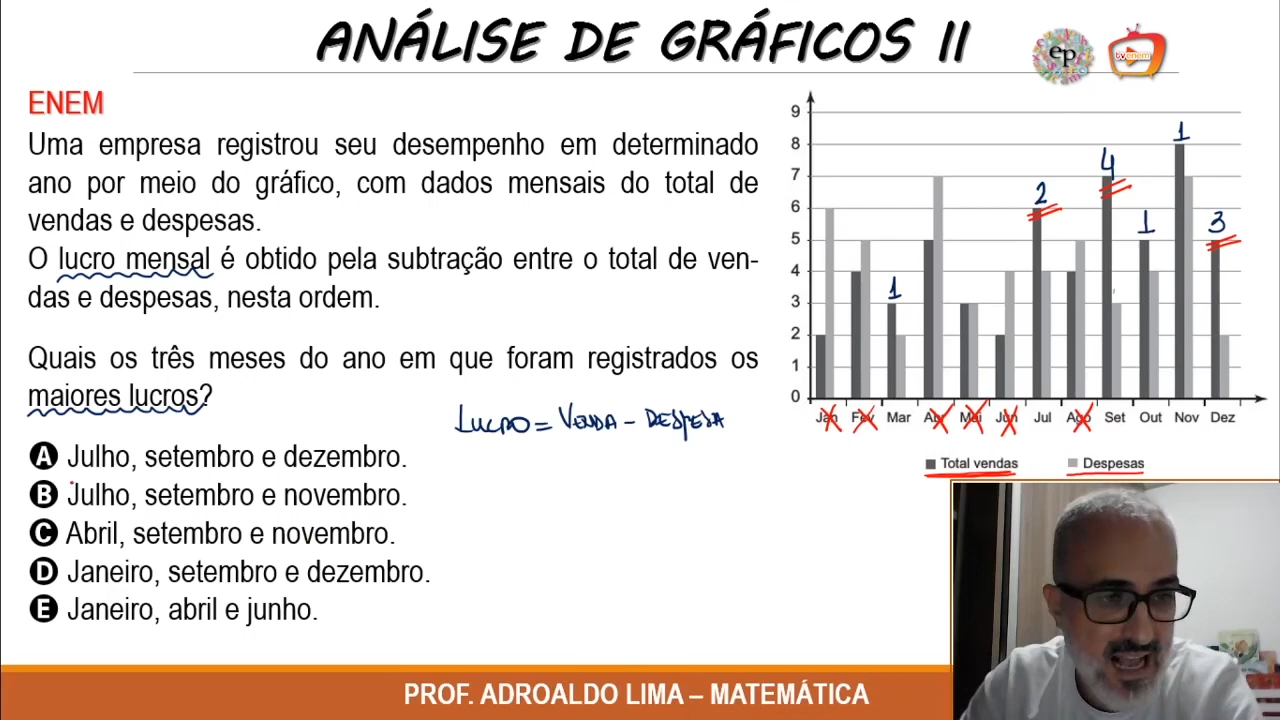 ANÁLISE DE GRÁFICOS II
ep
tvenem
ENEM
Uma empresa registrou seu desempenho em determinado
ano por meio do gráfico, com dados mensais do total de
vendas e despesas.
O lucro mensal é obtido pela subtração entre o total de ven-
das e despesas, nesta ordem.
Quais os três meses do ano em que foram registrados os
maiores lucros?
LUCRO = VENDA - DESPESA
A Julho, setembro e dezembro.
B Julho, setembro e novembro.
C Abril, setembro e novembro.
D Janeiro, setembro e dezembro.
E Janeiro, abril e junho.
9
8
7
6
5
4
3
2
1
0
1 2 4 1 1 3
Jan Fev Mar Abr Mai Jun Jul Ago Set Out Nov Dez
Total vendas Despesas
PROF. ADROALDO LIMA – MATEMÁTICA